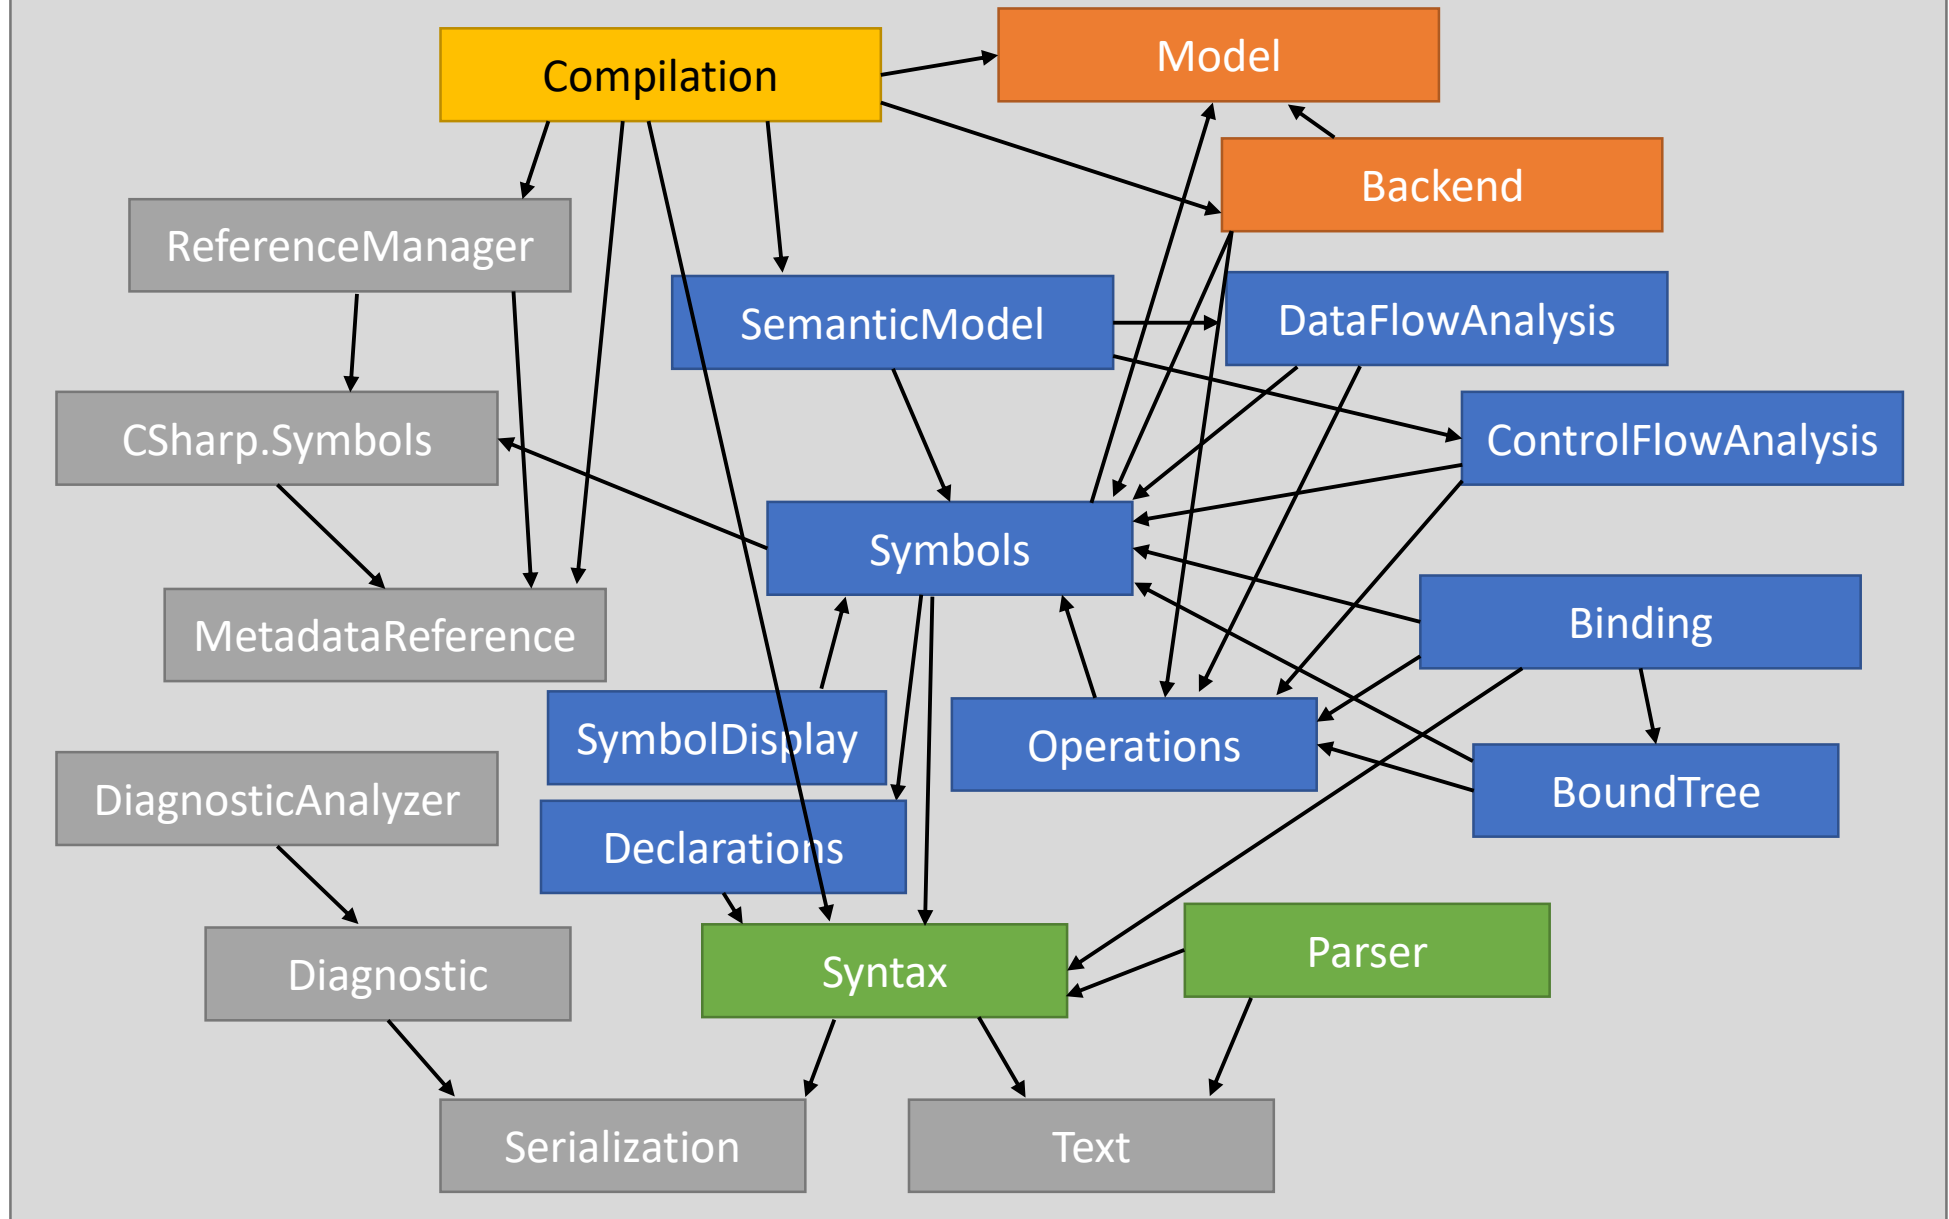 Model
Compilation
Backend
ReferenceManager
SemanticModel
DataFlowAnalysis
CSharp.Symbols
ControlFlowAnalysis
Symbols
Binding
MetadataReference
SymbolDisplay
Operations
DiagnosticAnalyzer
BoundTree
Declarations
Parser
Diagnostic
Syntax
Serialization
Text